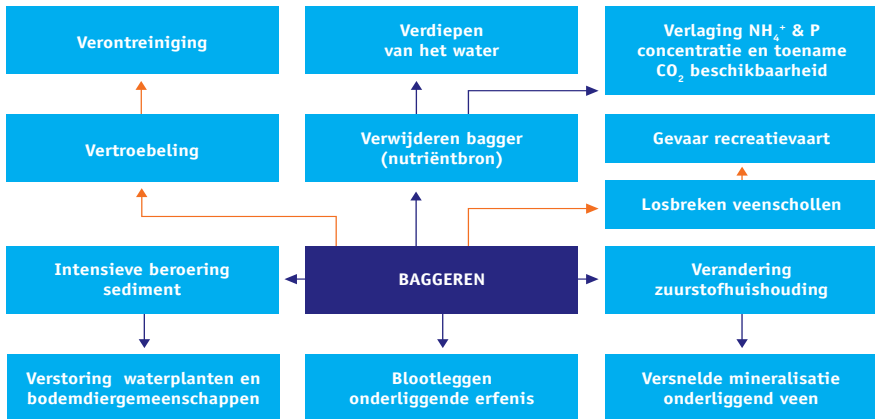 Verontreiniging
Verdiepen
van het water
Verlaging NH₄⁺ & P
concentratie en toename
CO₂ beschikbaarheid
Vertroebeling
Verwijderen bagger
(nutriëntbron)
Gevaar recreatievaart
Losbreken veenschollen
Intensieve beroering
sediment
BAGGEREN
Verandering
zuurstofhuishouding
Verstoring waterplanten en
bodemdiergemeenschappen
Blootleggen
onderliggende erfenis
Versnelde mineralisatie
onderliggend veen